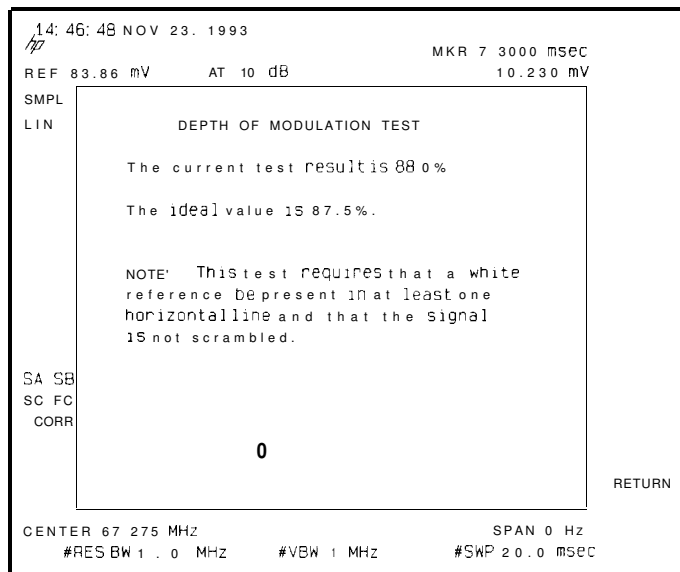 14:46:48 NOV 23. 1993
hp
MKR 7 3000 msec
REF 83.86 mV AT 10 dB 10.230 mV
SMPL
LIN
DEPTH OF MODULATION TEST
The current test result is 88 0%
The ideal value is 87.5%.
NOTE' This test requires that a white
reference be present in at least one
horizontal line and that the signal
is not scrambled.
SA SB
SC FC
CORR
0
RETURN
CENTER 67 275 MHz SPAN 0 Hz
#RES BW 1 . 0 MHz #VBW 1 MHz #SWP 20.0 msec